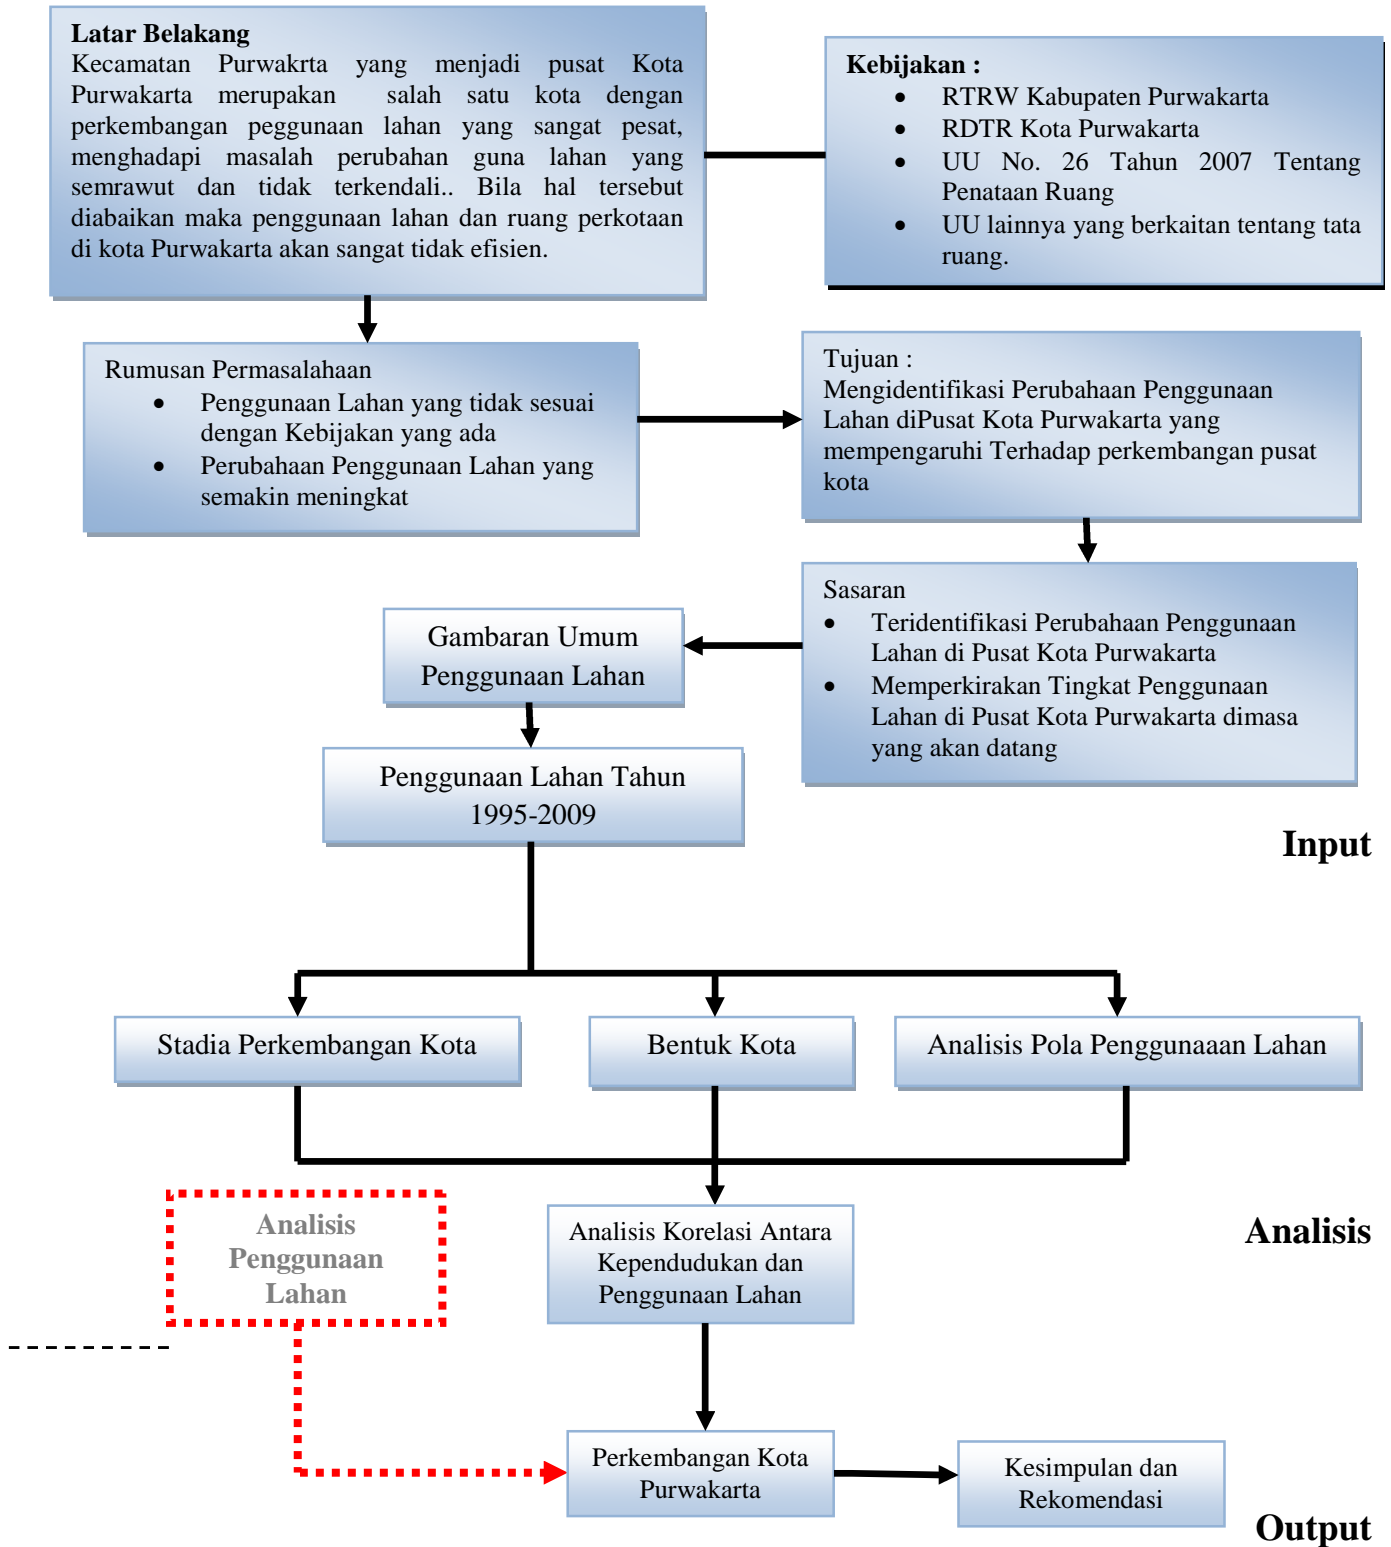 Latar Belakang
Kecamatan Purwakrta yang menjadi pusat Kota
Purwakarta merupakan salah satu kota dengan
perkembangan peggunaan lahan yang sangat pesat,
menghadapi masalah perubahan guna lahan yang
semrawut dan tidak terkendali.. Bila hal tersebut
diabaikan maka penggunaan lahan dan ruang perkotaan
di kota Purwakarta akan sangat tidak efisien.
Kebijakan :
• RTRW Kabupaten Purwakarta
• RDTR Kota Purwakarta
• UU No. 26 Tahun 2007 Tentang
Penataan Ruang
• UU lainnya yang berkaitan tentang tata
ruang.
Rumusan Permasalahaan
• Penggunaan Lahan yang tidak sesuai
dengan Kebijakan yang ada
• Perubahaan Penggunaan Lahan yang
semakin meningkat
Tujuan :
Mengidentifikasi Perubahaan Penggunaan
Lahan diPusat Kota Purwakarta yang
mempengaruhi Terhadap perkembangan pusat
kota
Sasaran
• Teridentifikasi Perubahaan Penggunaan
Lahan di Pusat Kota Purwakarta
• Memperkirakan Tingkat Penggunaan
Lahan di Pusat Kota Purwakarta dimasa
yang akan datang
Gambaran Umum
Penggunaan Lahan
Penggunaan Lahan Tahun
1995-2009
Input
Stadia Perkembangan Kota
Bentuk Kota
Analisis Pola Penggunaaan Lahan
Analisis
Penggunaan
Lahan
Analisis Korelasi Antara
Kependudukan dan
Penggunaan Lahan
Analisis
Perkembangan Kota
Purwakarta
Kesimpulan dan
Rekomendasi
Output